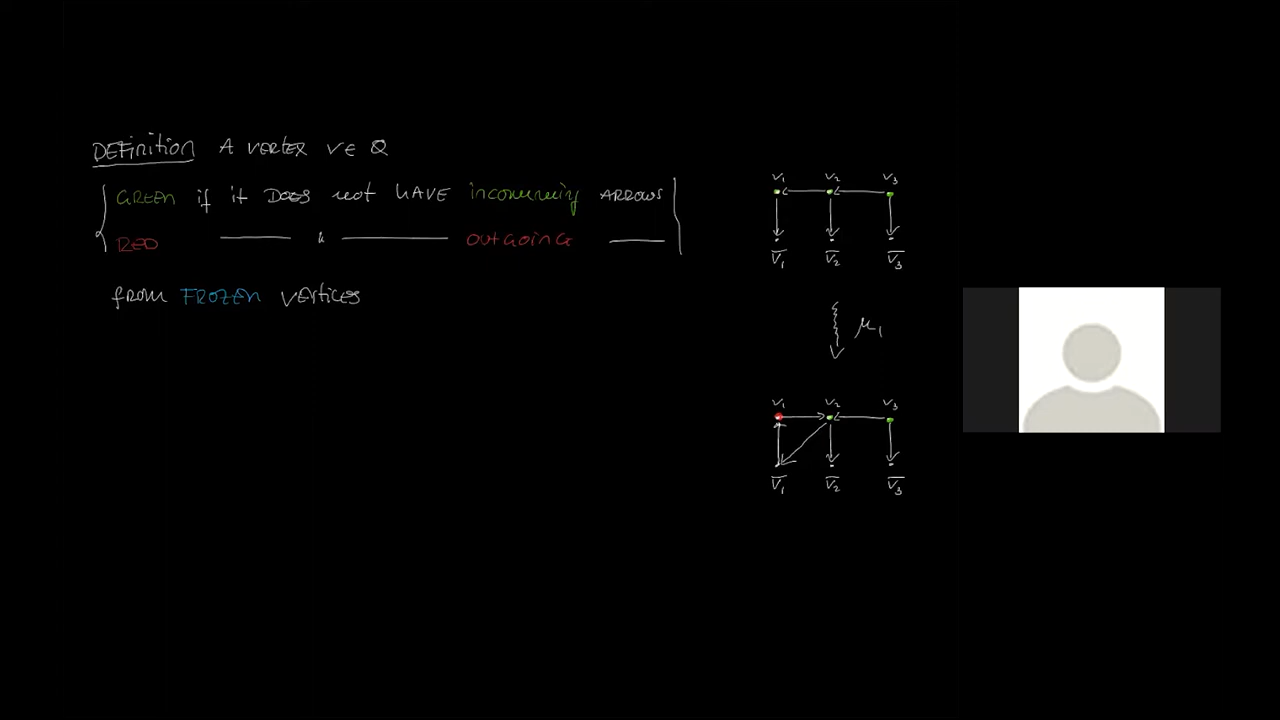 DEFINITION A VERTEX V ∈ Q
GREEN if it DOES not HAVE incomming ARROWS
RED —— " —— OUTGOING ——
from FROZEN vertices
V₁ V₂ V₃
V̅₁ V̅₂ V̅₃
μ₁
V₁ V₂ V₃
V̅₁ V̅₂ V̅₃